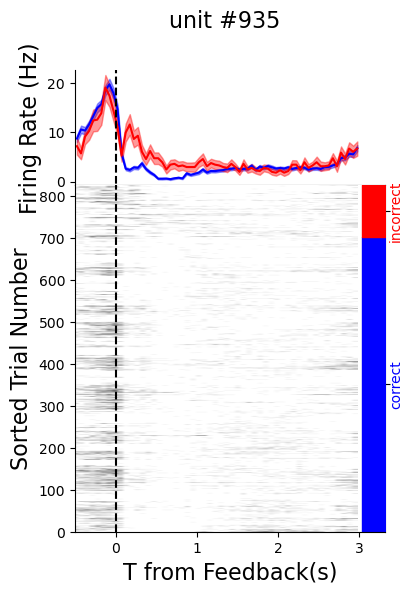 unit #935
Firing Rate (Hz)
20
10
0
Sorted Trial Number
800
700
600
500
400
300
200
100
0
incorrect
correct
0
1
2
3
T from Feedback(s)